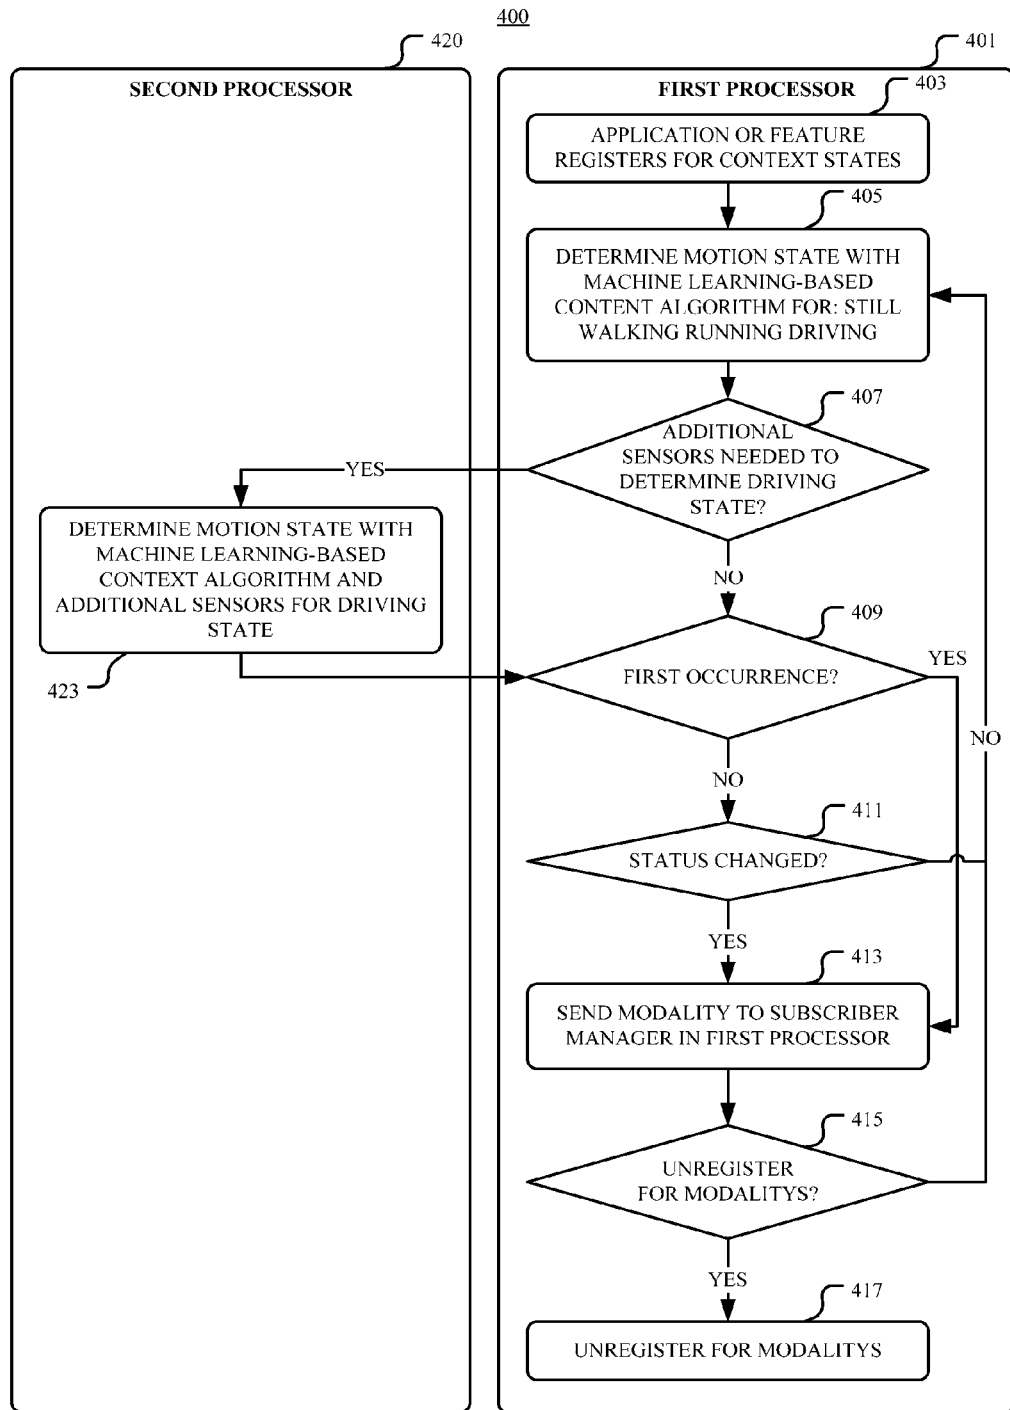 400
420
401
SECOND PROCESSOR
FIRST PROCESSOR
403
APPLICATION OR FEATURE
REGISTERS FOR CONTEXT STATES
405
DETERMINE MOTION STATE WITH
MACHINE LEARNING-BASED
CONTENT ALGORITHM FOR: STILL
WALKING RUNNING DRIVING
407
ADDITIONAL
SENSORS NEEDED TO
DETERMINE DRIVING
STATE?
YES
DETERMINE MOTION STATE WITH
MACHINE LEARNING-BASED
CONTEXT ALGORITHM AND
ADDITIONAL SENSORS FOR DRIVING
STATE
423
NO
409
FIRST OCCURRENCE?
YES
NO
NO
411
STATUS CHANGED?
YES
413
SEND MODALITY TO SUBSCRIBER
MANAGER IN FIRST PROCESSOR
415
UNREGISTER
FOR MODALITYS?
YES
417
UNREGISTER FOR MODALITYS